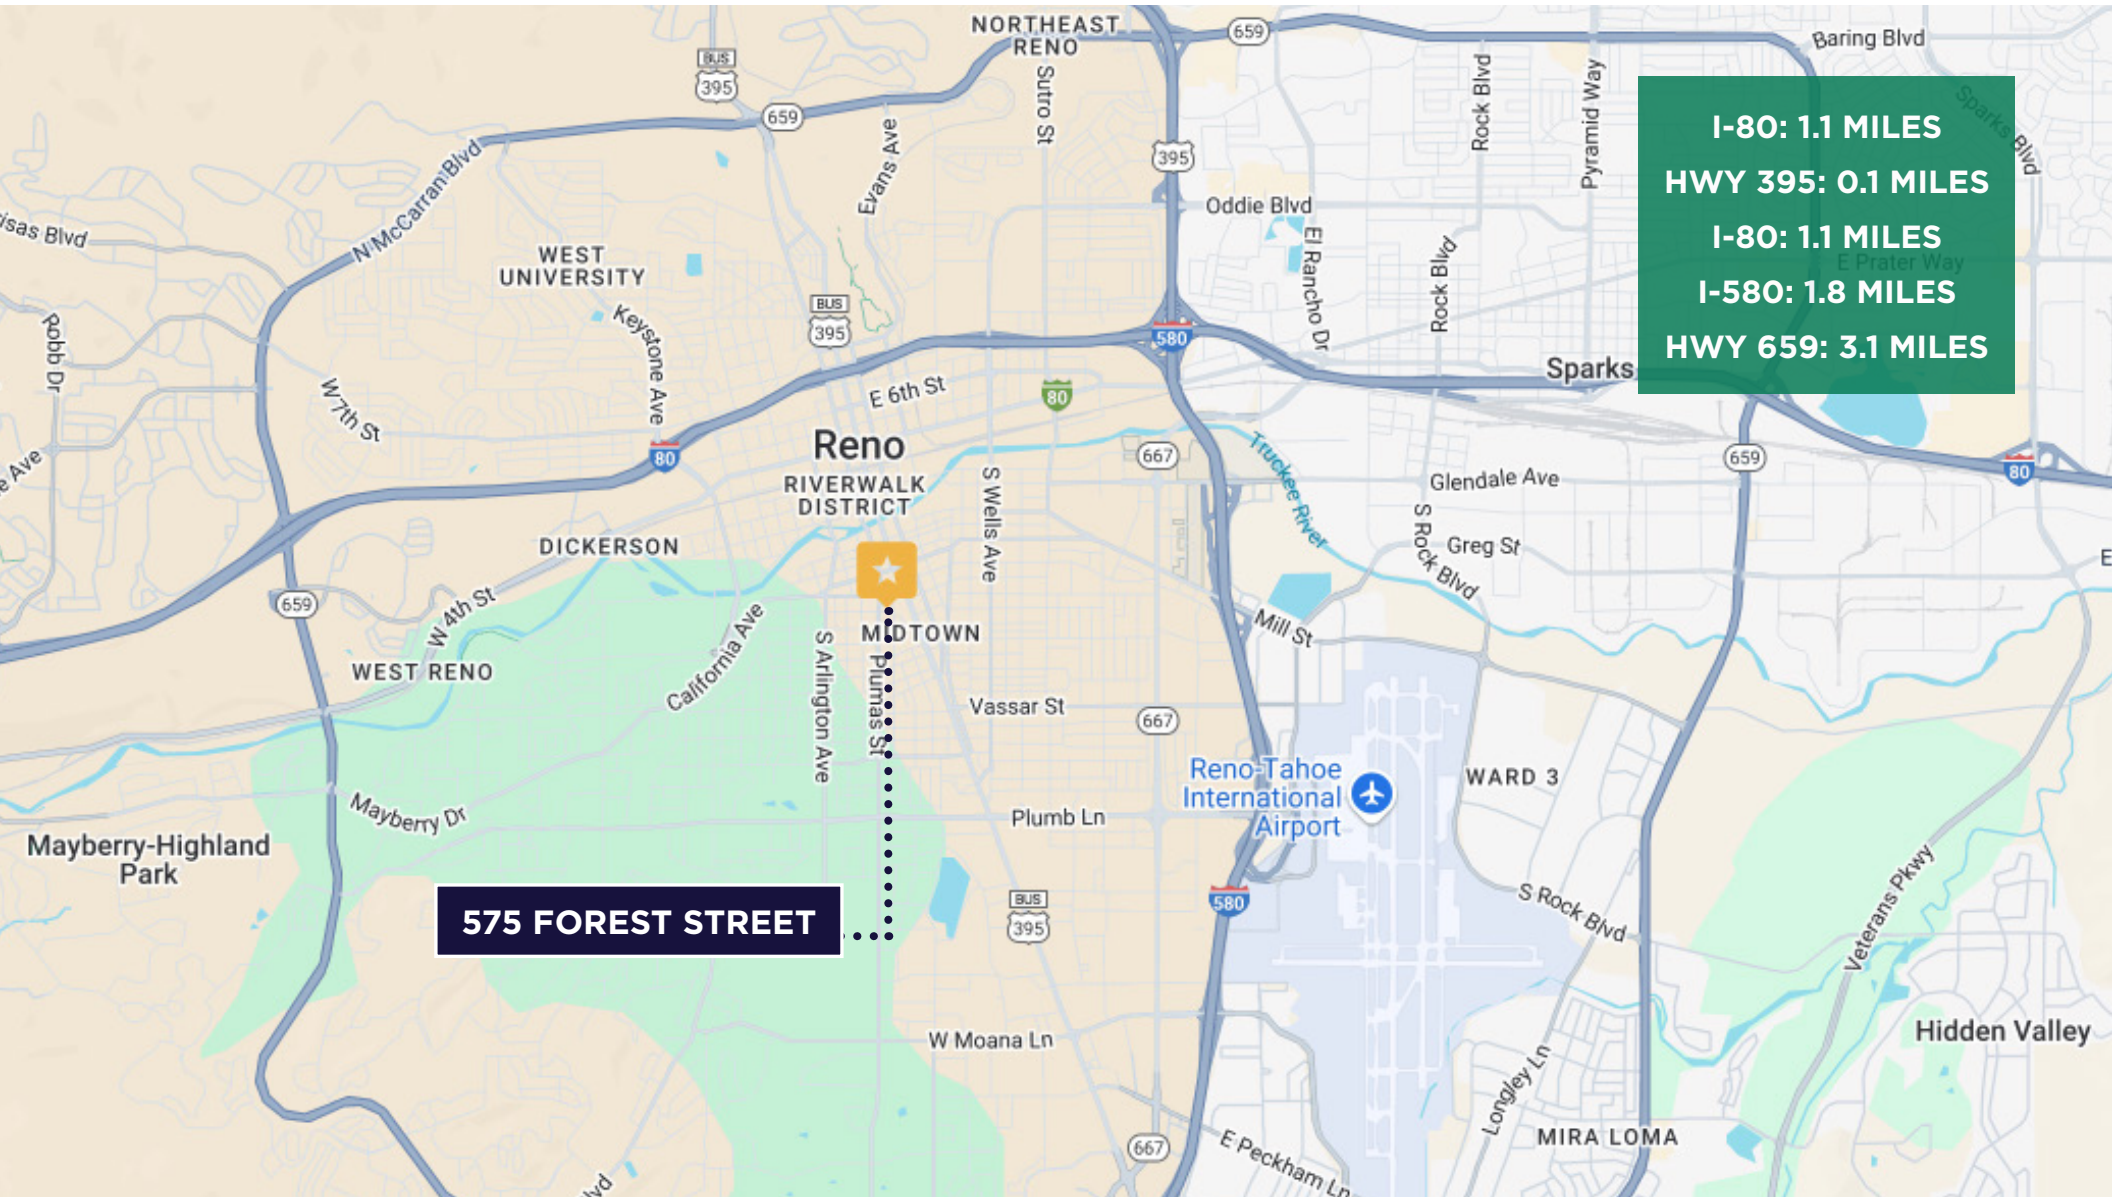 NORTHEAST
RENO
659
Baring Blvd
BUS
395
Sutro St
Rock Blvd
Pyramid Way
Sparks Blvd
I-80: 1.1 MILES
HWY 395: 0.1 MILES
I-80: 1.1 MILES
E Prater Way
I-580: 1.8 MILES
HWY 659: 3.1 MILES
659
Evans Ave
395
N McCarran Blvd
Oddie Blvd
El Rancho Dr
Rock Blvd
WEST
UNIVERSITY
Keystone Ave
BUS
395
580
Robb Dr
W 7th St
E 6th St
80
Sparks
Reno
RIVERWALK
DISTRICT
80
667
Truckee River
659
80
S Wells Ave
Glendale Ave
S Rock Blvd
Greg St
DICKERSON
659
W 4th St
MIDTOWN
Mill St
WEST RENO
California Ave
S Arlington Ave
Plumas St
Vassar St
667
Reno-Tahoe
International
Airport
WARD 3
Mayberry Dr
Plumb Ln
Mayberry-Highland
Park
575 FOREST STREET
BUS
395
580
S Rock Blvd
Veterans Pkwy
W Moana Ln
Hidden Valley
Longley Ln
MIRA LOMA
667
E Peckham Ln